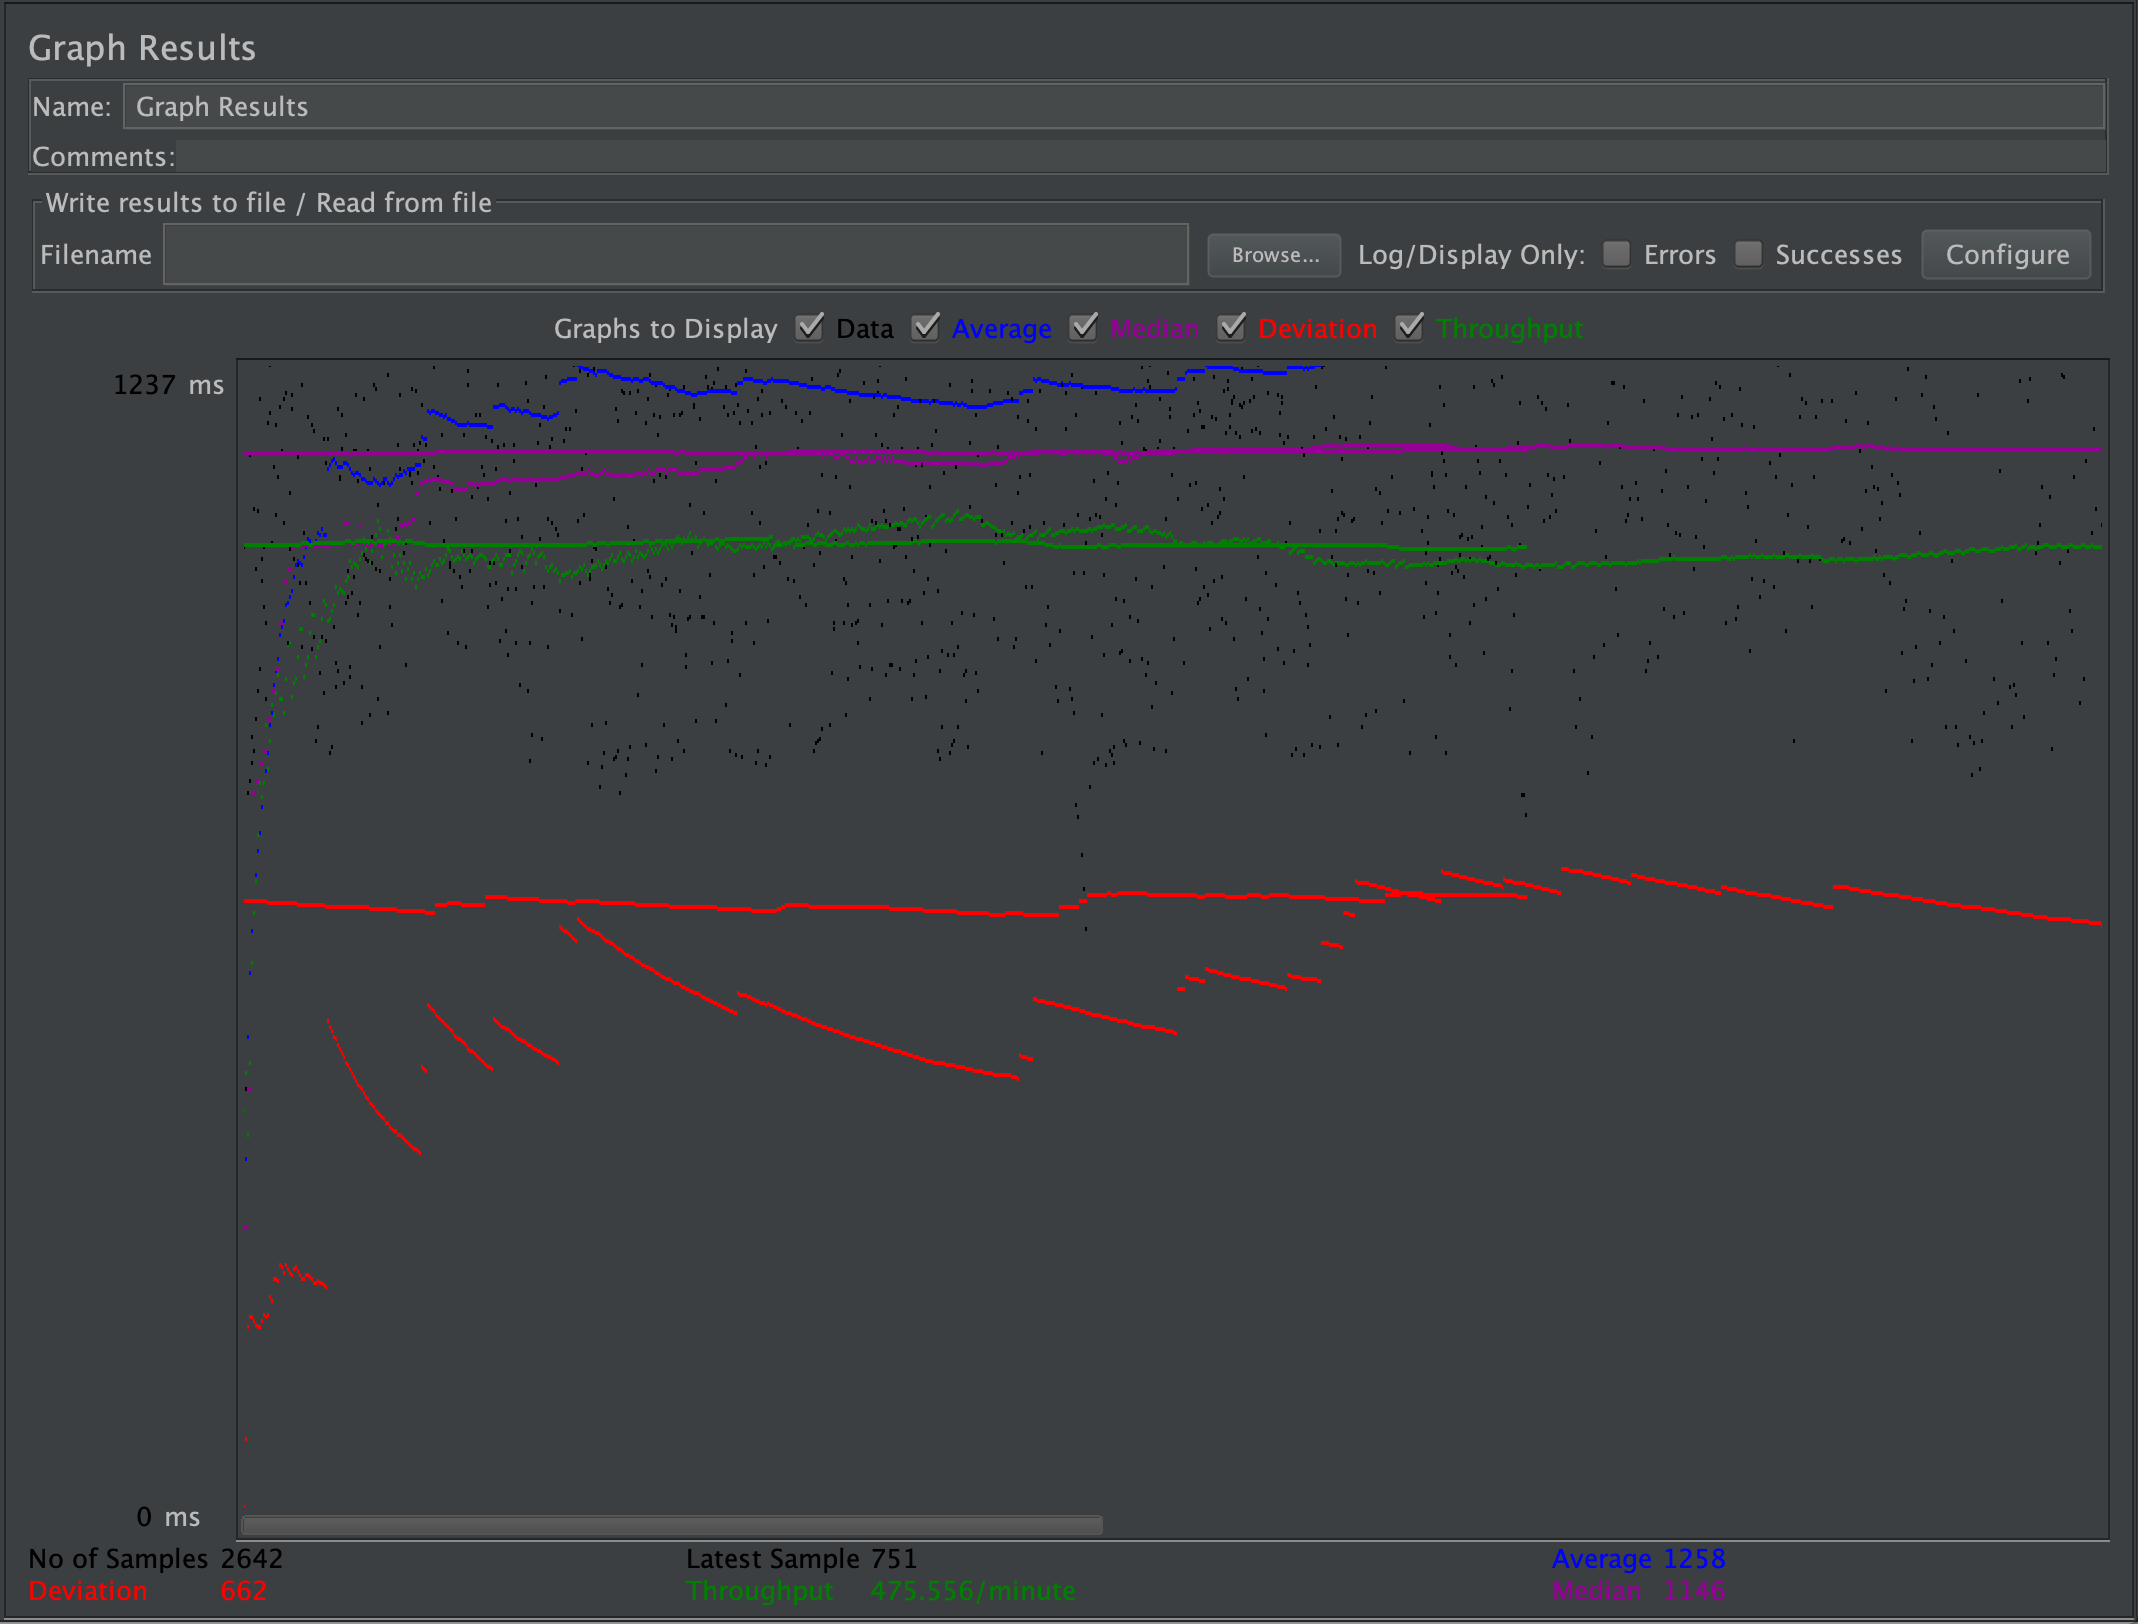 Graph Results
Name: Graph Results
Comments:
Write results to file / Read from file
Filename Browse... Log/Display Only: Errors Successes Configure
Graphs to Display Data Average Median Deviation Throughput
1237 ms
0 ms
No of Samples 2642 Latest Sample 751 Average 1258
Deviation 662 Throughput 475.556/minute Median 1146